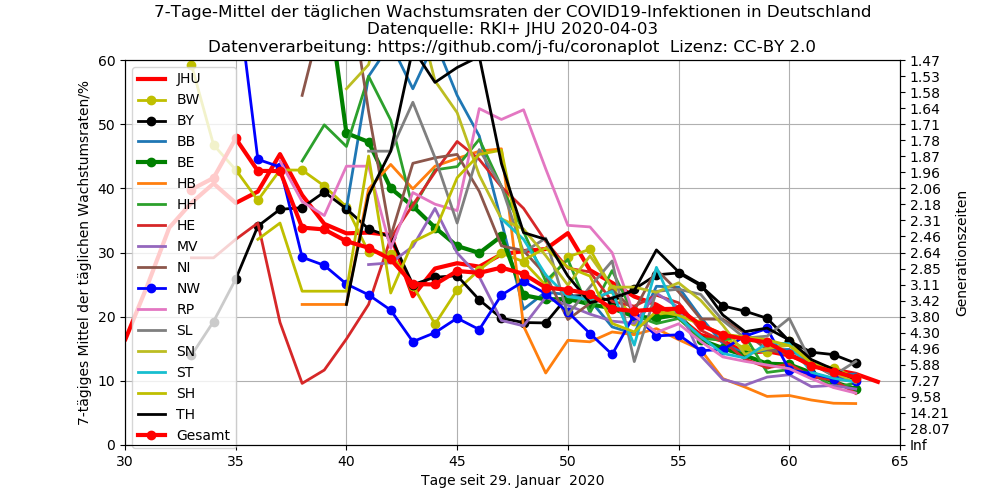 7-Tage-Mittel der täglichen Wachstumsraten der COVID19-Infektionen in Deutschland
Datenquelle: RKI+ JHU 2020-04-03
Datenverarbeitung: https://github.com/j-fu/coronaplot  Lizenz: CC-BY 2.0
7-tägiges Mittel der täglichen Wachstumsraten/%
60
50
40
30
20
10
0
JHU
BW
BY
BB
BE
HB
HH
HE
MV
NI
NW
RP
SL
SN
ST
SH
TH
Gesamt
1.47
1.53
1.58
1.64
1.71
1.78
1.87
1.96
2.06
2.18
2.31
2.46
2.64
2.85
3.11
3.42
3.80
4.30
4.96
5.88
7.27
9.58
14.21
28.07
Inf
Generationszeiten
30 35 40 45 50 55 60 65
Tage seit 29. Januar  2020